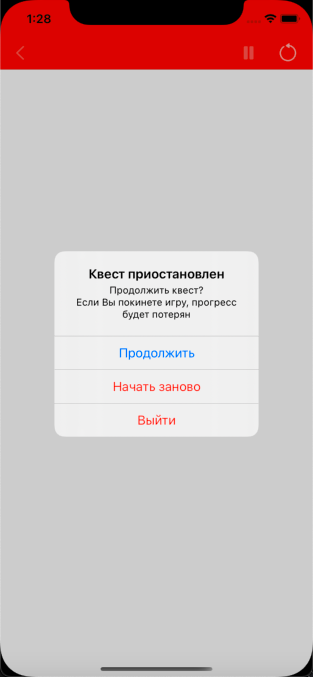 1:28
Квест приостановлен
Продолжить квест?
Если Вы покинете игру, прогресс
будет потерян
Продолжить
Начать заново
Выйти